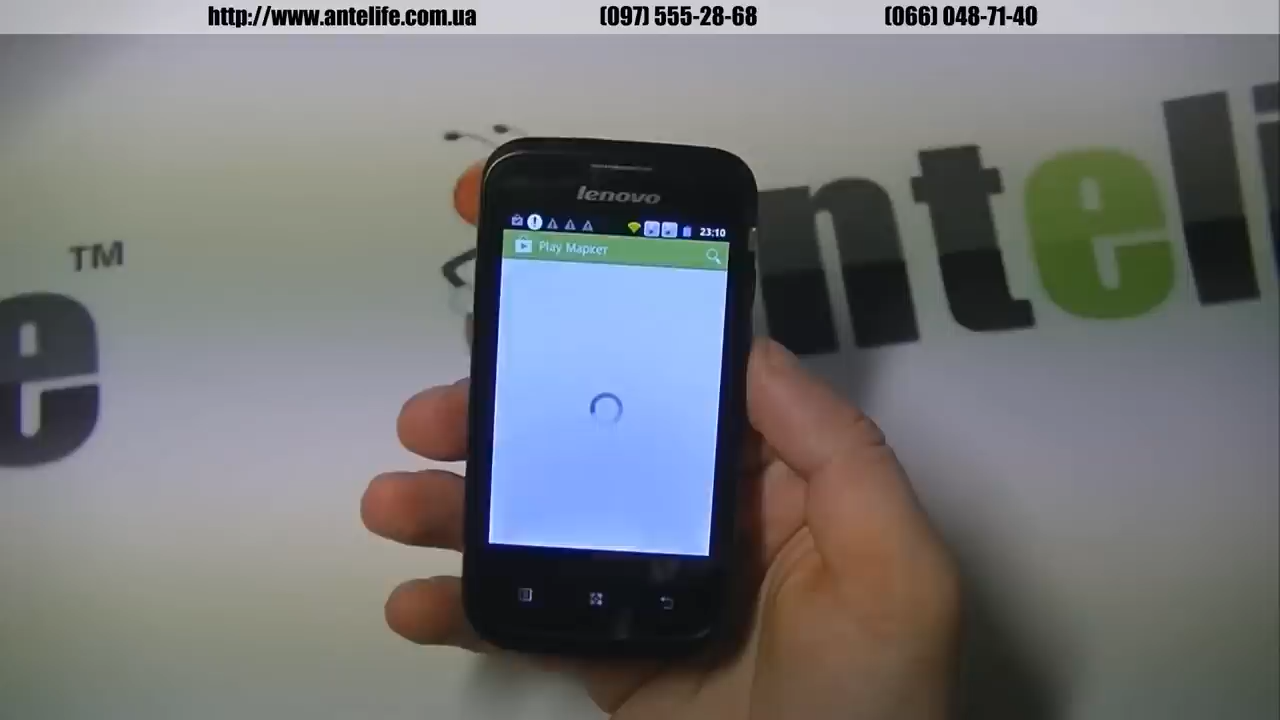 http://www.antelife.com.ua (097) 555-28-68 (066) 048-71-40
TM
e
nteli
lenovo
23:10
Play Маркет